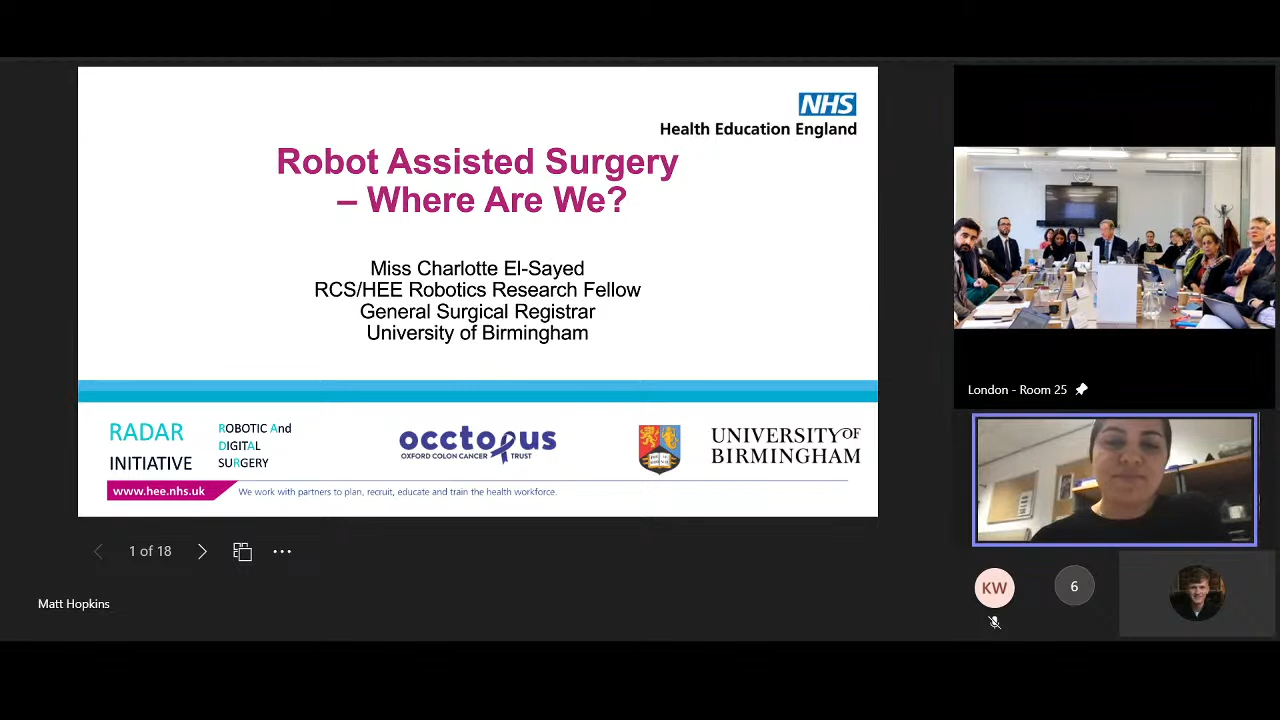 NHS
Health Education England
Robot Assisted Surgery
– Where Are We?
Miss Charlotte El-Sayed
RCS/HEE Robotics Research Fellow
General Surgical Registrar
University of Birmingham
RADAR
INITIATIVE
ROBOTIC And
DIGITAL
SURGERY
occtopus
OXFORD COLON CANCER TRUST
UNIVERSITY OF
BIRMINGHAM
www.hee.nhs.uk
We work with partners to plan, recruit, educate and train the health workforce.
1 of 18
Matt Hopkins
London - Room 25
KW
6